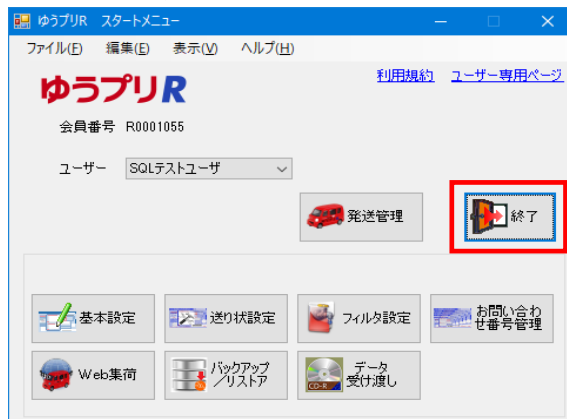 ゆうプリR スタートメニュー
ファイル(F) 編集(E) 表示(V) ヘルプ(H)
ゆうプリR
利用規約 ユーザー専用ページ
会員番号 R0001055
ユーザー SQLテストユーザ
発送管理
終了
基本設定
送り状設定
フィルタ設定
お問い合わ
せ番号管理
Web集荷
バックアップ
／リストア
CD-R
データ
受け渡し